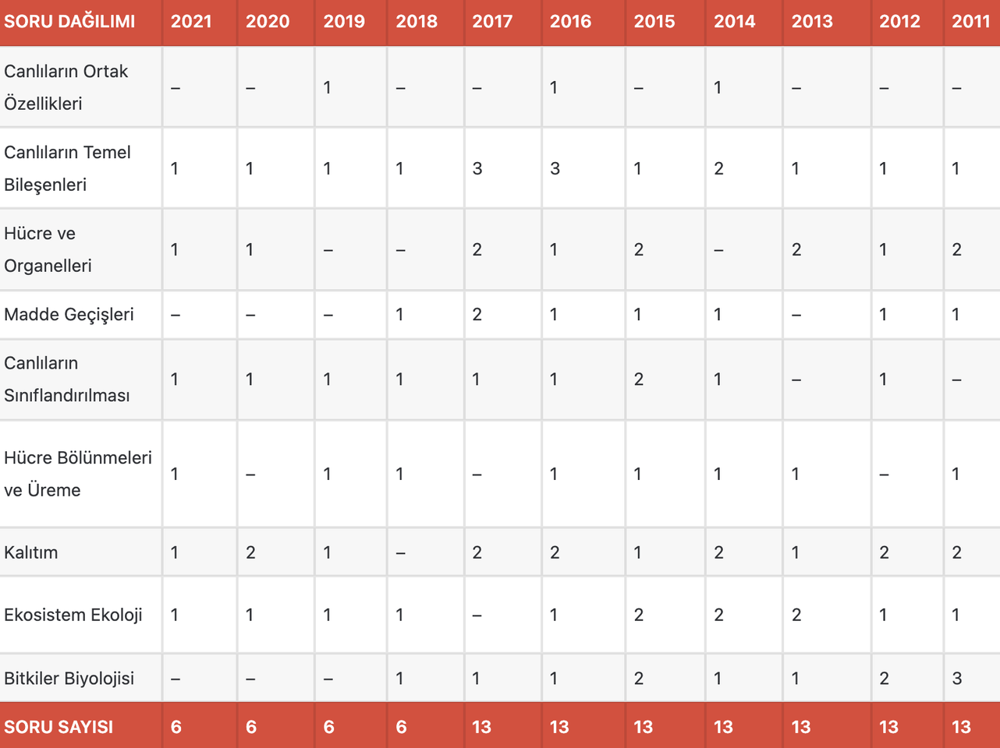 SORU DAĞILIMI 2021 2020 2019 2018 2017 2016 2015 2014 2013 2012 2011
Canlıların Ortak
Özellikleri – – 1 – – 1 – 1 – – –
Canlıların Temel
Bileşenleri 1 1 1 1 3 3 1 2 1 1 1
Hücre ve
Organelleri 1 1 – – 2 1 2 – 2 1 2
Madde Geçişleri – – – 1 2 1 1 1 – 1 1
Canlıların
Sınıflandırılması 1 1 1 1 1 1 2 1 – 1 –
Hücre Bölünmeleri
ve Üreme 1 – 1 1 – 1 1 1 1 – 1
Kalıtım 1 2 1 – 2 2 1 2 1 2 2
Ekosistem Ekoloji 1 1 1 1 – 1 2 2 2 1 1
Bitkiler Biyolojisi – – – 1 1 1 2 1 1 2 3
SORU SAYISI 6 6 6 6 13 13 13 13 13 13 13